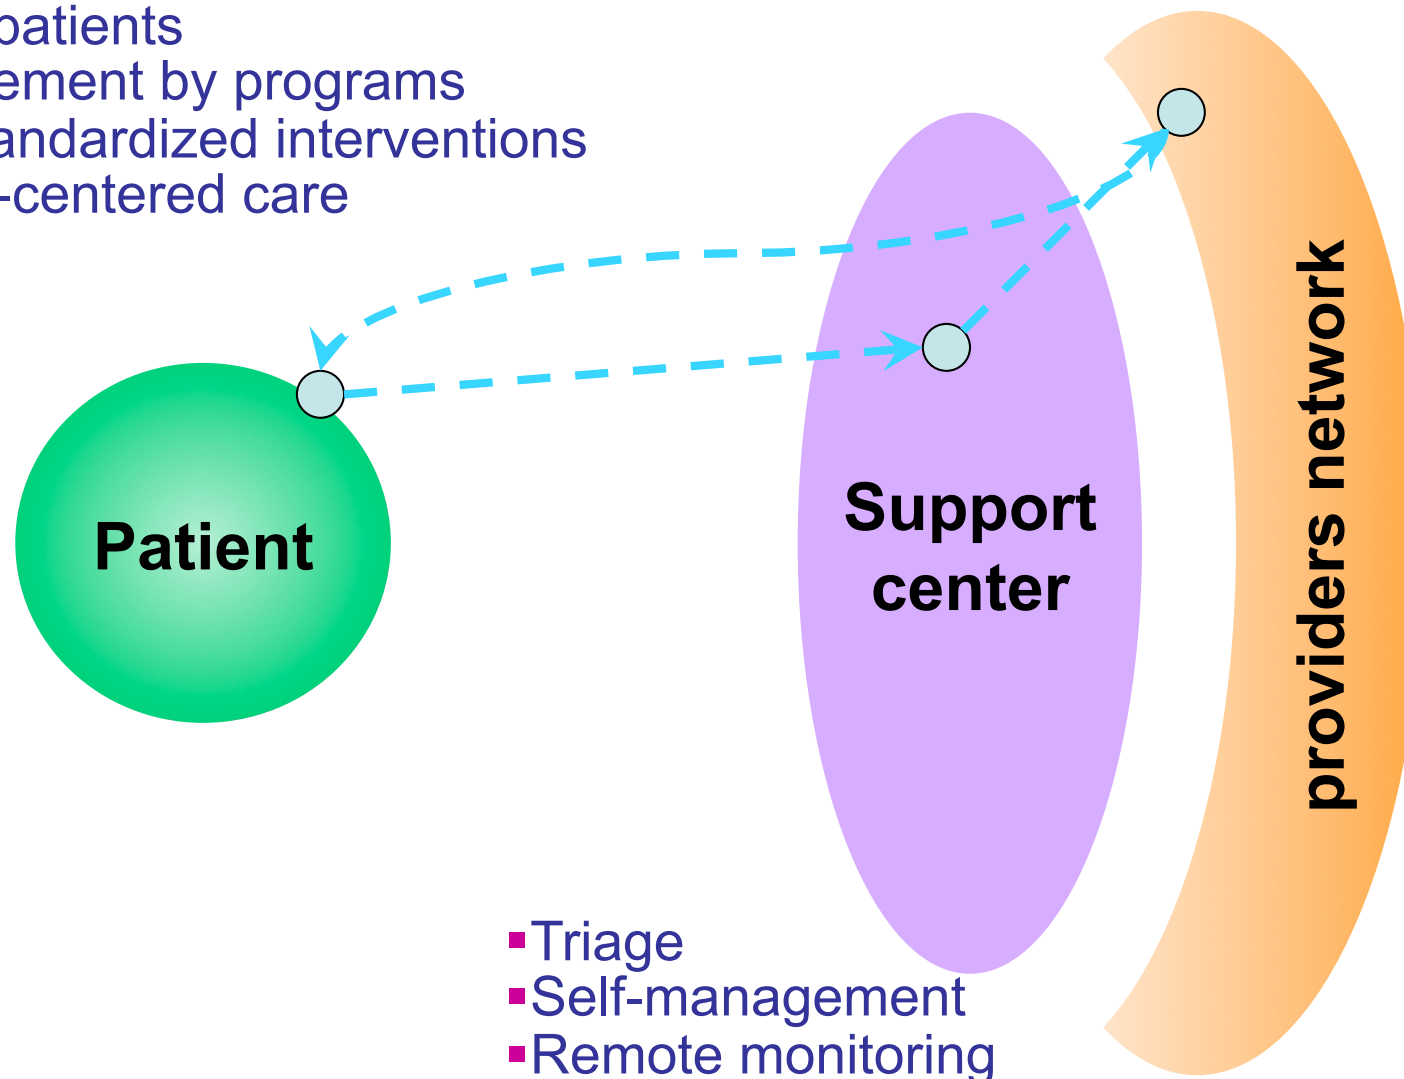 patients
ement by programs
andardized interventions
-centered care
Patient
Support
center
providers network
▪Triage
▪Self-management
▪Remote monitoring